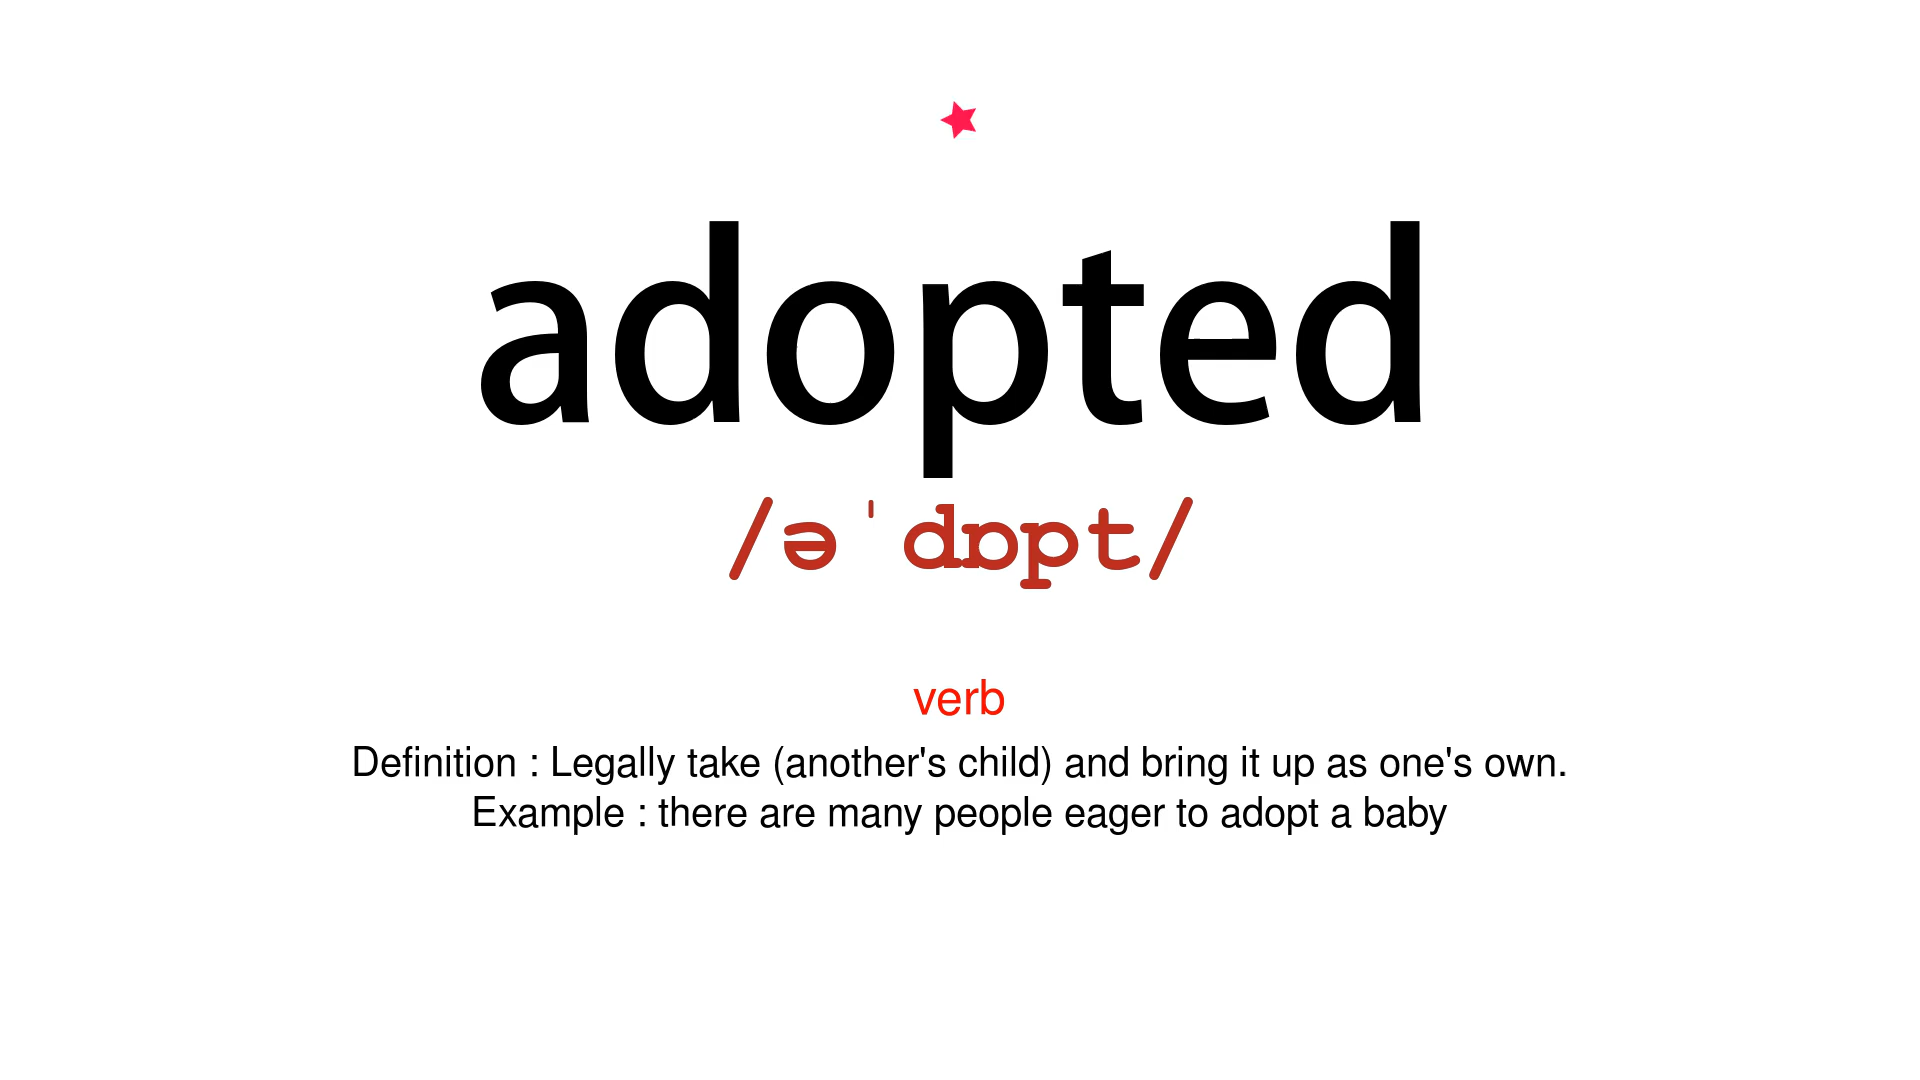 adopted
/əˈdɒpt/
verb
Definition : Legally take (another's child) and bring it up as one's own.
Example : there are many people eager to adopt a baby